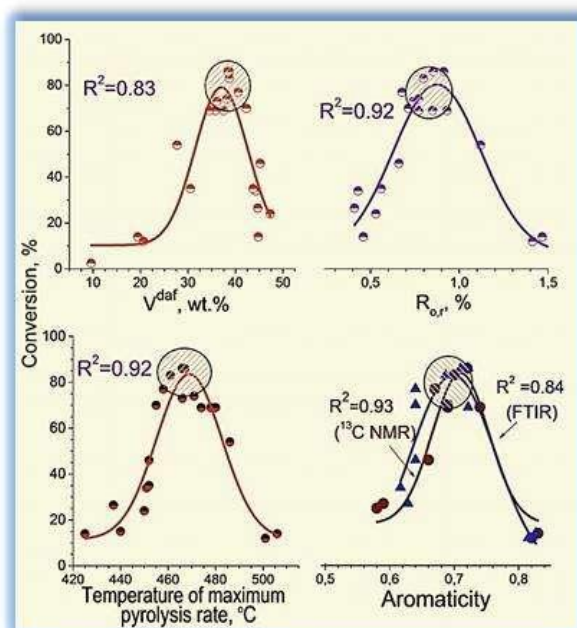 100
80
60
40
20
0
R²=0.83
0 10 20 30 40 50
V^daf, wt.%
R²=0.92
0,5 1,0 1,5
R_o,r, %
Conversion, %
100
80
60
40
20
0
R²=0.92
420 440 460 480 500
Temperature of maximum
pyrolysis rate, °C
R²=0.93
(¹³C NMR)
R²=0.84
(FTIR)
0,5 0,6 0,7 0,8
Aromaticity